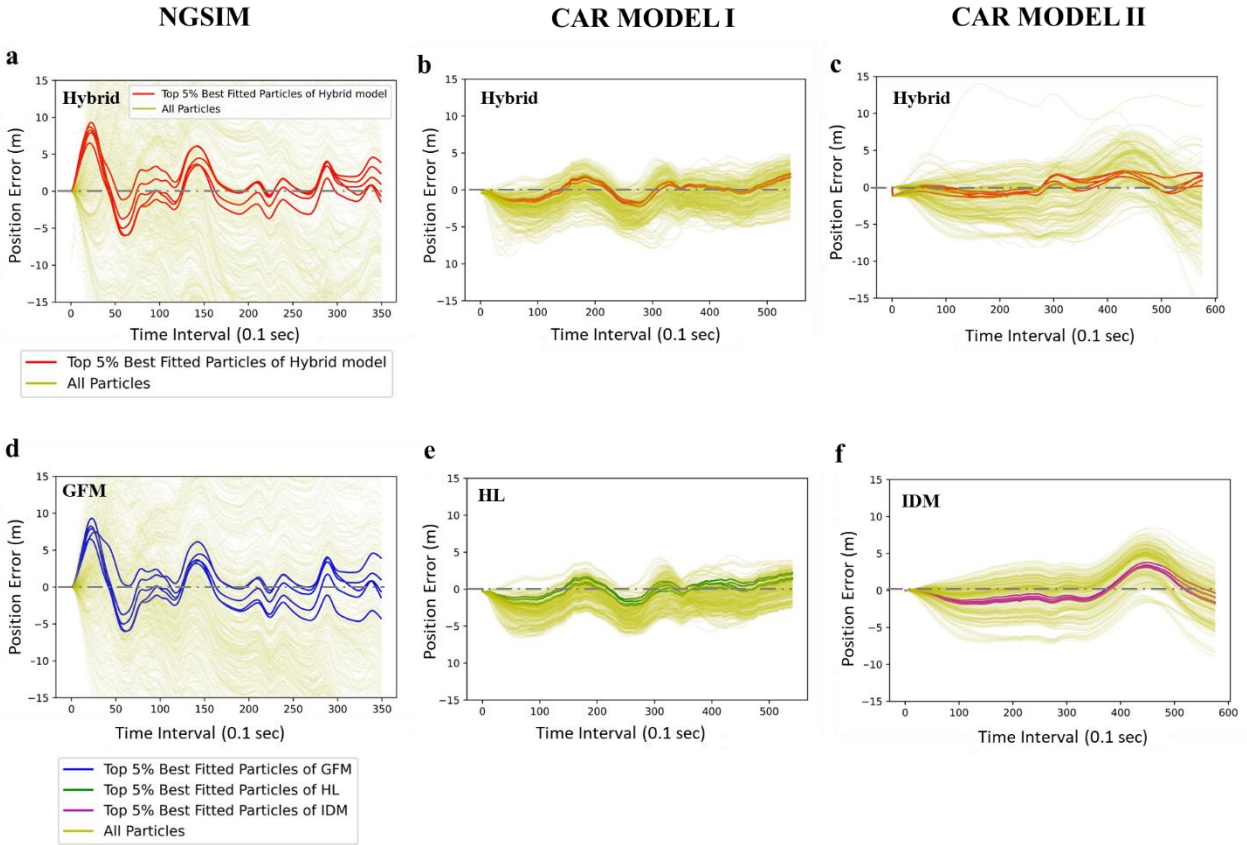 NGSIM
CAR MODEL I
CAR MODEL II
a
Hybrid
Top 5% Best Fitted Particles of Hybrid model
All Particles
Position Error (m)
15
10
5
0
−5
−10
−15
0 50 100 150 200 250 300 350
Time Interval (0.1 sec)
b
Hybrid
Position Error (m)
15
10
5
0
−5
−10
−15
0 100 200 300 400 500
Time Interval (0.1 sec)
c
Hybrid
Position Error (m)
15
10
5
0
−5
−10
−15
0 100 200 300 400 500 600
Time Interval (0.1 sec)
Top 5% Best Fitted Particles of Hybrid model
All Particles
d
GFM
Position Error (m)
15
10
5
0
−5
−10
−15
0 50 100 150 200 250 300 350
Time Interval (0.1 sec)
e
HL
Position Error (m)
15
10
5
0
−5
10
15
0 100 200 300 400 500
Time Interval (0.1 sec)
f
IDM
Position Error (m)
15
10
5
0
−5
−10
−15
0 100 200 300 400 500 600
Time Interval (0.1 sec)
Top 5% Best Fitted Particles of GFM
Top 5% Best Fitted Particles of HL
Top 5% Best Fitted Particles of IDM
All Particles